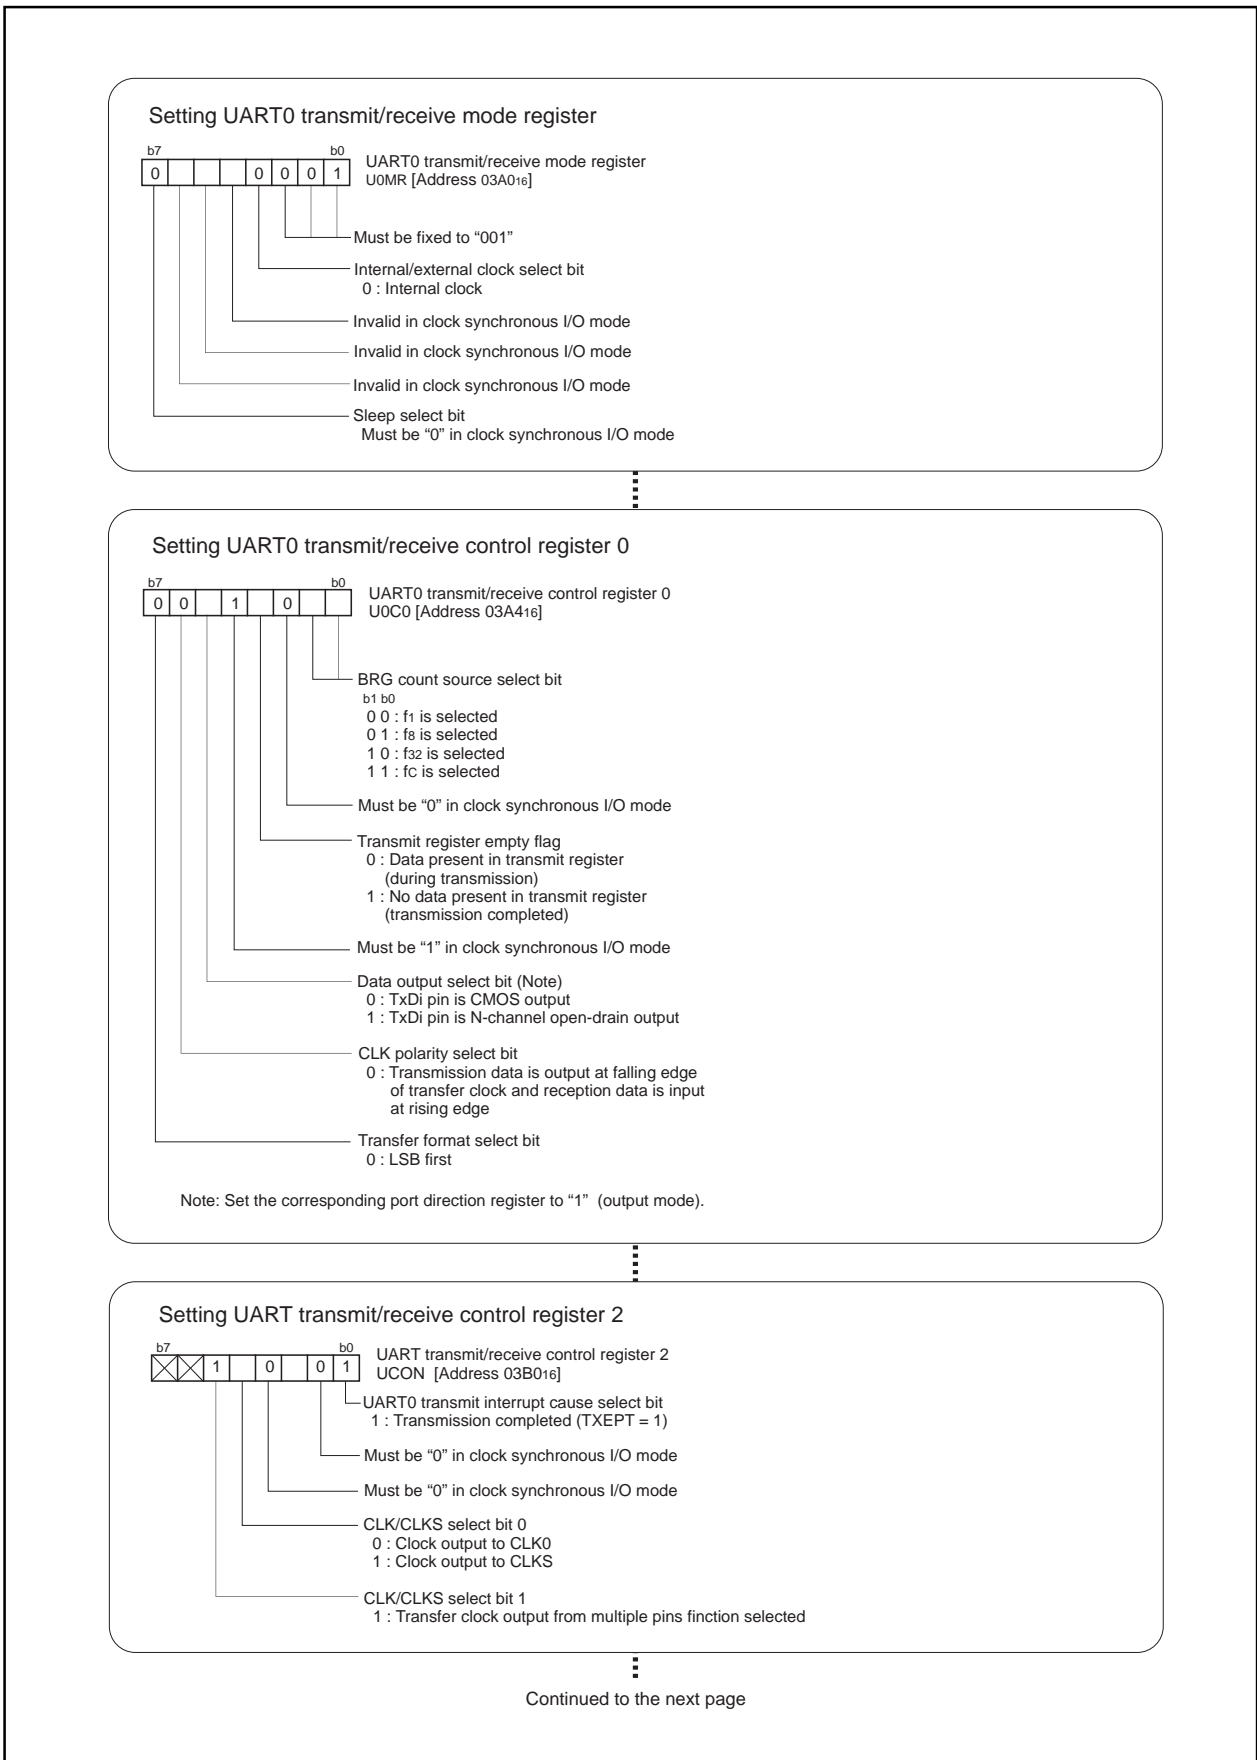 Setting UART0 transmit/receive mode register
b7 b0
0 0 0 0 1
UART0 transmit/receive mode register
U0MR [Address 03A016]
Must be fixed to “001”
Internal/external clock select bit
0 : Internal clock
Invalid in clock synchronous I/O mode
Invalid in clock synchronous I/O mode
Invalid in clock synchronous I/O mode
Sleep select bit
Must be “0” in clock synchronous I/O mode
Setting UART0 transmit/receive control register 0
b7 b0
0 0 1 0
UART0 transmit/receive control register 0
U0C0 [Address 03A416]
BRG count source select bit
b1 b0
0 0 : f1 is selected
0 1 : f8 is selected
1 0 : f32 is selected
1 1 : fC is selected
Must be “0” in clock synchronous I/O mode
Transmit register empty flag
0 : Data present in transmit register
(during transmission)
1 : No data present in transmit register
(transmission completed)
Must be “1” in clock synchronous I/O mode
Data output select bit (Note)
0 : TxDi pin is CMOS output
1 : TxDi pin is N-channel open-drain output
CLK polarity select bit
0 : Transmission data is output at falling edge
of transfer clock and reception data is input
at rising edge
Transfer format select bit
0 : LSB first
Note: Set the corresponding port direction register to “1” (output mode).
Setting UART transmit/receive control register 2
b7 b0
1 0 0 1
UART transmit/receive control register 2
UCON [Address 03B016]
UART0 transmit interrupt cause select bit
1 : Transmission completed (TXEPT = 1)
Must be “0” in clock synchronous I/O mode
Must be “0” in clock synchronous I/O mode
CLK/CLKS select bit 0
0 : Clock output to CLK0
1 : Clock output to CLKS
CLK/CLKS select bit 1
1 : Transfer clock output from multiple pins finction selected
Continued to the next page